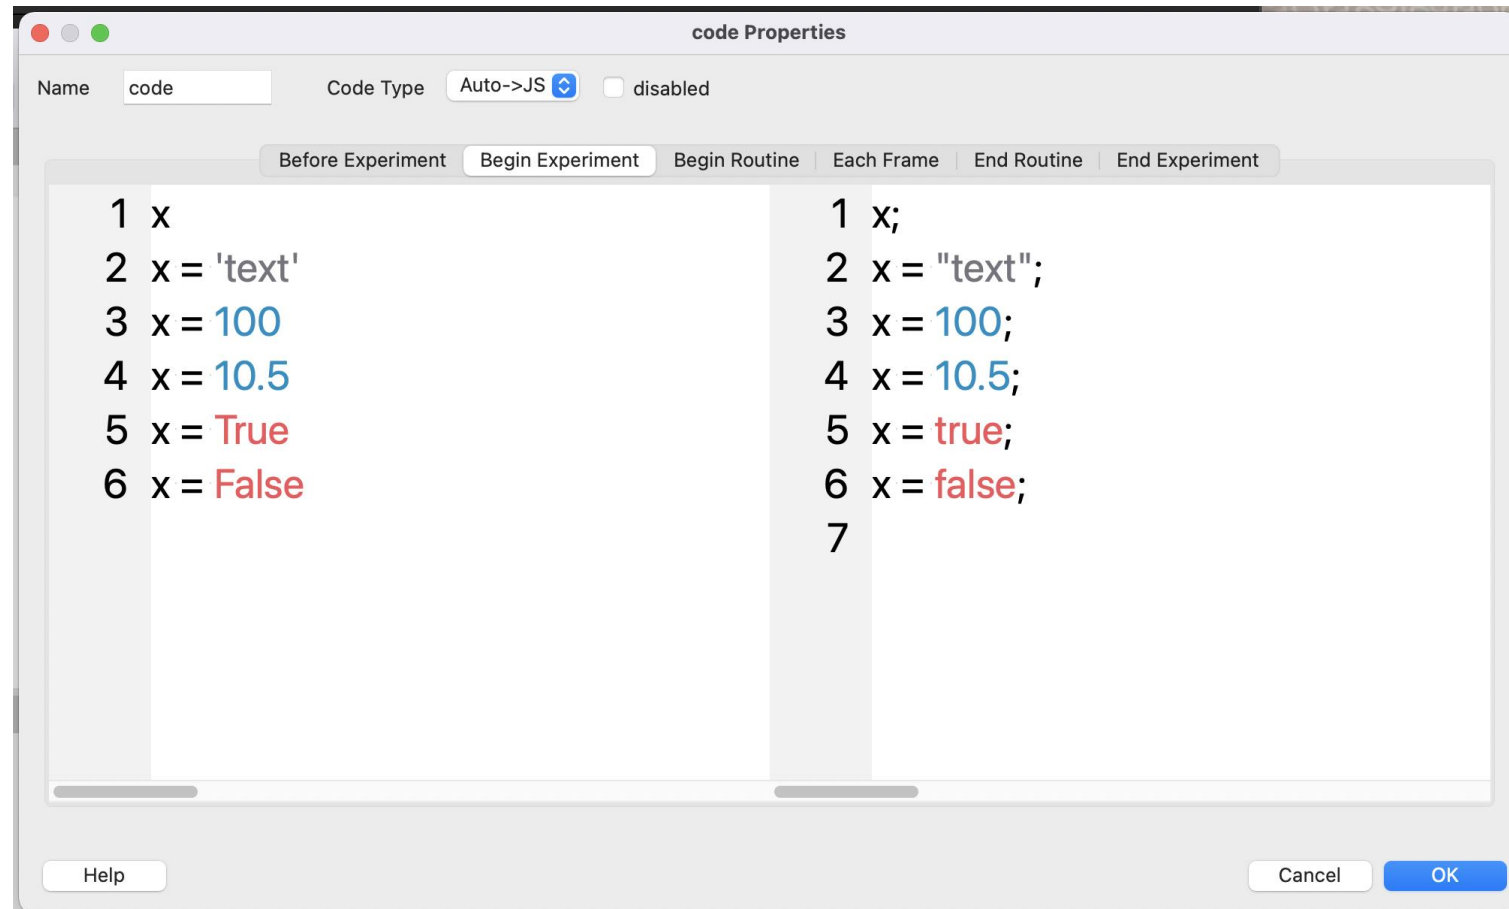 code Properties
Name code Code Type Auto->JS disabled
Before Experiment Begin Experiment Begin Routine Each Frame End Routine End Experiment
1 x
2 x = 'text'
3 x = 100
4 x = 10.5
5 x = True
6 x = False
1 x;
2 x = "text";
3 x = 100;
4 x = 10.5;
5 x = true;
6 x = false;
7
Help Cancel OK